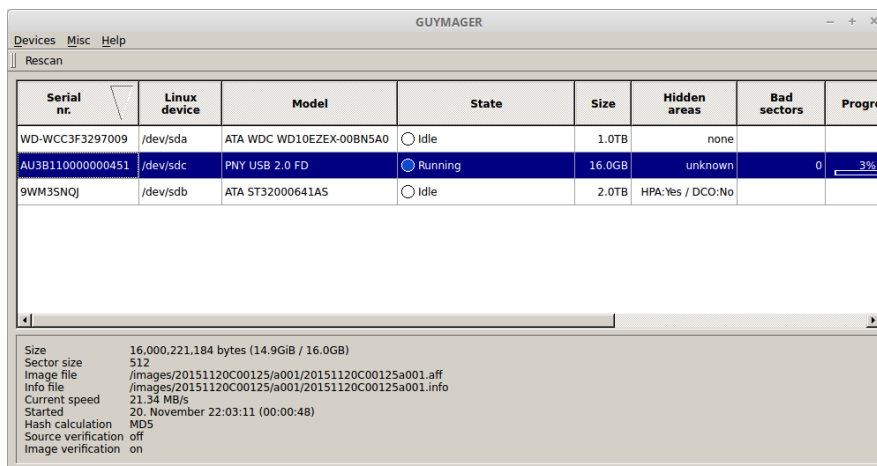 GUYMAGER
Devices Misc Help
Rescan
Serial nr. Linux device Model State Size Hidden areas Bad sectors Progre
WD-WCC3F3297009 /dev/sda ATA WDC WD10EZEX-00BN5A0 Idle 1.0TB none
AU3B110000000451 /dev/sdc PNY USB 2.0 FD Running 16.0GB unknown 0 3%
9WM3SNQJ /dev/sdb ATA ST32000641AS Idle 2.0TB HPA:Yes / DCO:No
Size 16,000,221,184 bytes (14.9GiB / 16.0GB)
Sector size 512
Image file /images/20151120C00125/a001/20151120C00125a001.aff
Info file /images/20151120C00125/a001/20151120C00125a001.info
Current speed 21.34 MB/s
Started 20. November 22:03:11 (00:00:48)
Hash calculation MD5
Source verification off
Image verification on